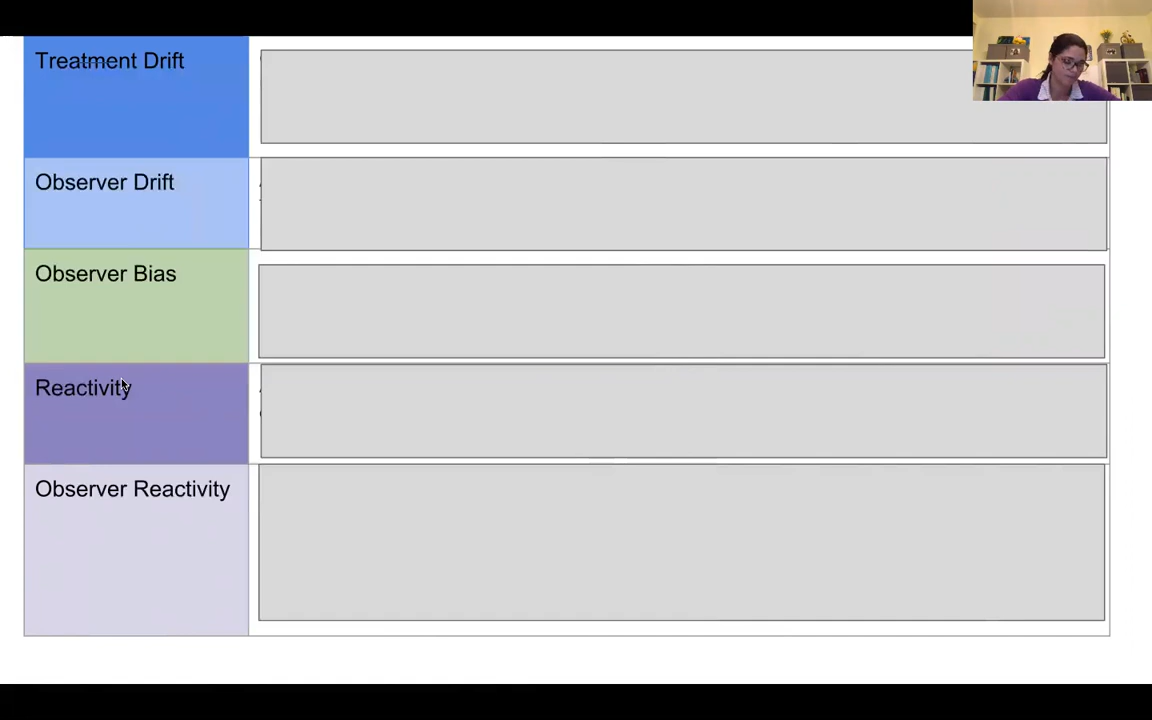 Treatment Drift
Observer Drift
Observer Bias
Reactivity
Observer Reactivity